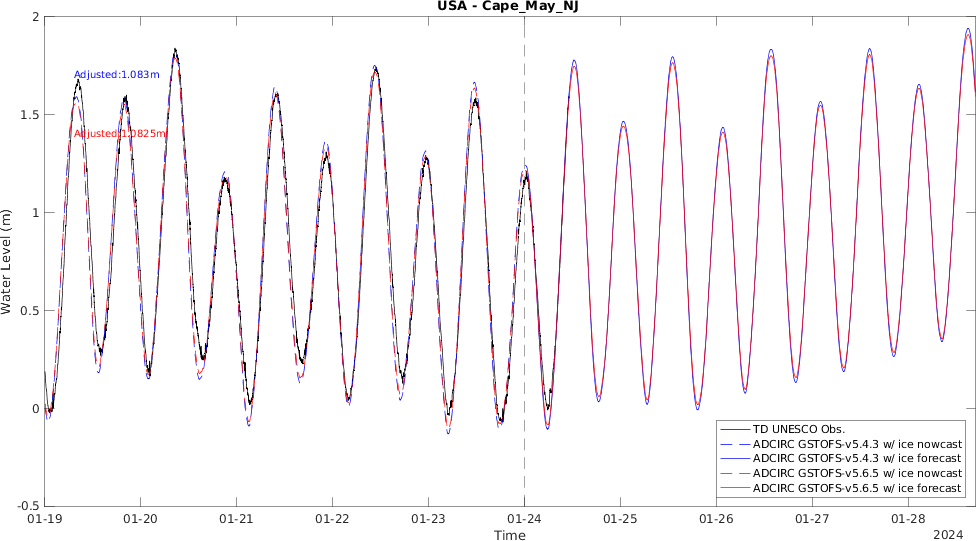 USA - Cape_May_NJ
2
1.5
1
0.5
0
-0.5
Water Level (m)
Adjusted:1.083m
Adjusted:1.0825m
TD UNESCO Obs.
ADCIRC GSTOFS-v5.4.3 w/ ice nowcast
ADCIRC GSTOFS-v5.4.3 w/ ice forecast
ADCIRC GSTOFS-v5.6.5 w/ ice nowcast
ADCIRC GSTOFS-v5.6.5 w/ ice forecast
01-19 01-20 01-21 01-22 01-23 01-24 01-25 01-26 01-27 01-28
Time
2024